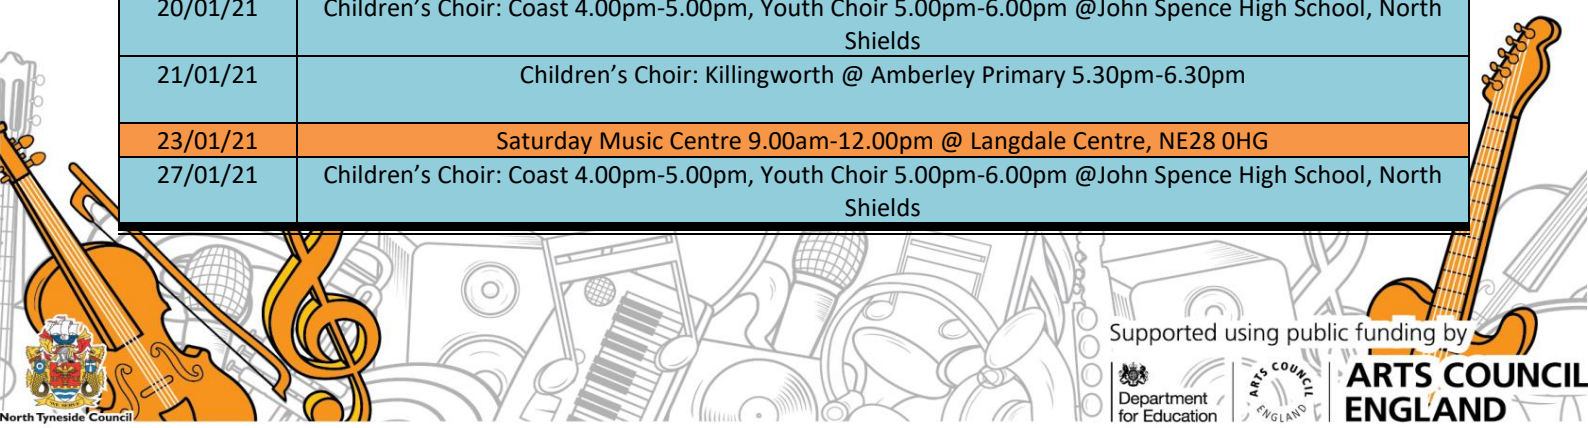 20/01/21 Children’s Choir: Coast 4.00pm-5.00pm, Youth Choir 5.00pm-6.00pm @John Spence High School, North
Shields
21/01/21 Children’s Choir: Killingworth @ Amberley Primary 5.30pm-6.30pm
23/01/21 Saturday Music Centre 9.00am-12.00pm @ Langdale Centre, NE28 0HG
27/01/21 Children’s Choir: Coast 4.00pm-5.00pm, Youth Choir 5.00pm-6.00pm @John Spence High School, North
Shields
Supported using public funding by
North Tyneside Council
Department
for Education
ARTS COUNCIL
ENGLAND
ARTS COUNCIL
ENGLAND